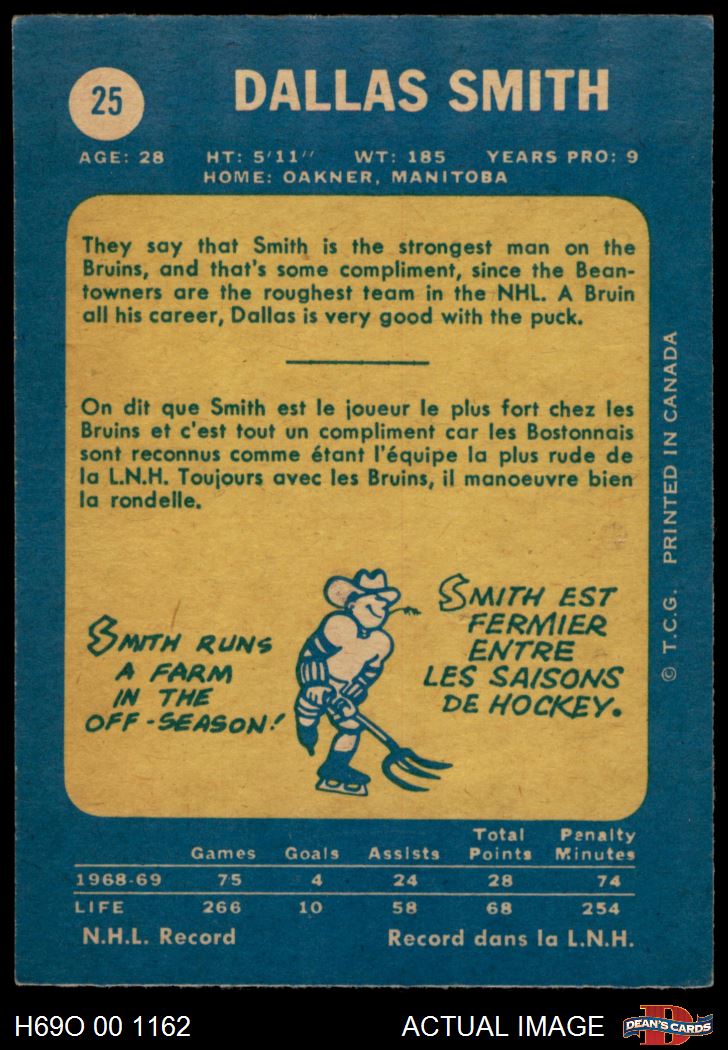 25
DALLAS SMITH
AGE: 28 HT: 5'11" WT: 185 YEARS PRO: 9
HOME: OAKNER, MANITOBA
They say that Smith is the strongest man on the
Bruins, and that's some compliment, since the Bean-
towners are the roughest team in the NHL. A Bruin
all his career, Dallas is very good with the puck.
On dit que Smith est le joueur le plus fort chez les
Bruins et c'est tout un compliment car les Bostonnais
sont reconnus comme étant l'équipe la plus rude de
la L.N.H. Toujours avec les Bruins, il manoeuvre bien
la rondelle.
SMITH RUNS
A FARM
IN THE
OFF-SEASON!
SMITH EST
FERMIER
ENTRE
LES SAISONS
DE HOCKEY.
© T.C.G. PRINTED IN CANADA
Total Penalty
Games Goals Assists Points Minutes
1968-69 75 4 24 28 74
LIFE 266 10 58 68 254
N.H.L. Record Record dans la L.N.H.
H69O 00 1162 ACTUAL IMAGE
D
DEAN'S CARDS